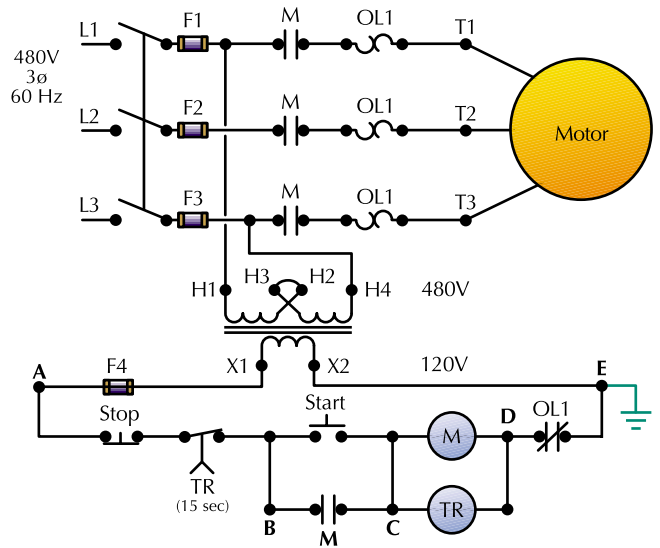 L1
F1
M
OL1
T1
480V
3ø
60 Hz
L2
F2
M
OL1
T2
Motor
L3
F3
M
OL1
T3
H1
H3
H2
H4
480V
A
F4
X1
X2
120V
E
Stop
Start
D
OL1
M
TR
(15 sec)
B
M
C
TR